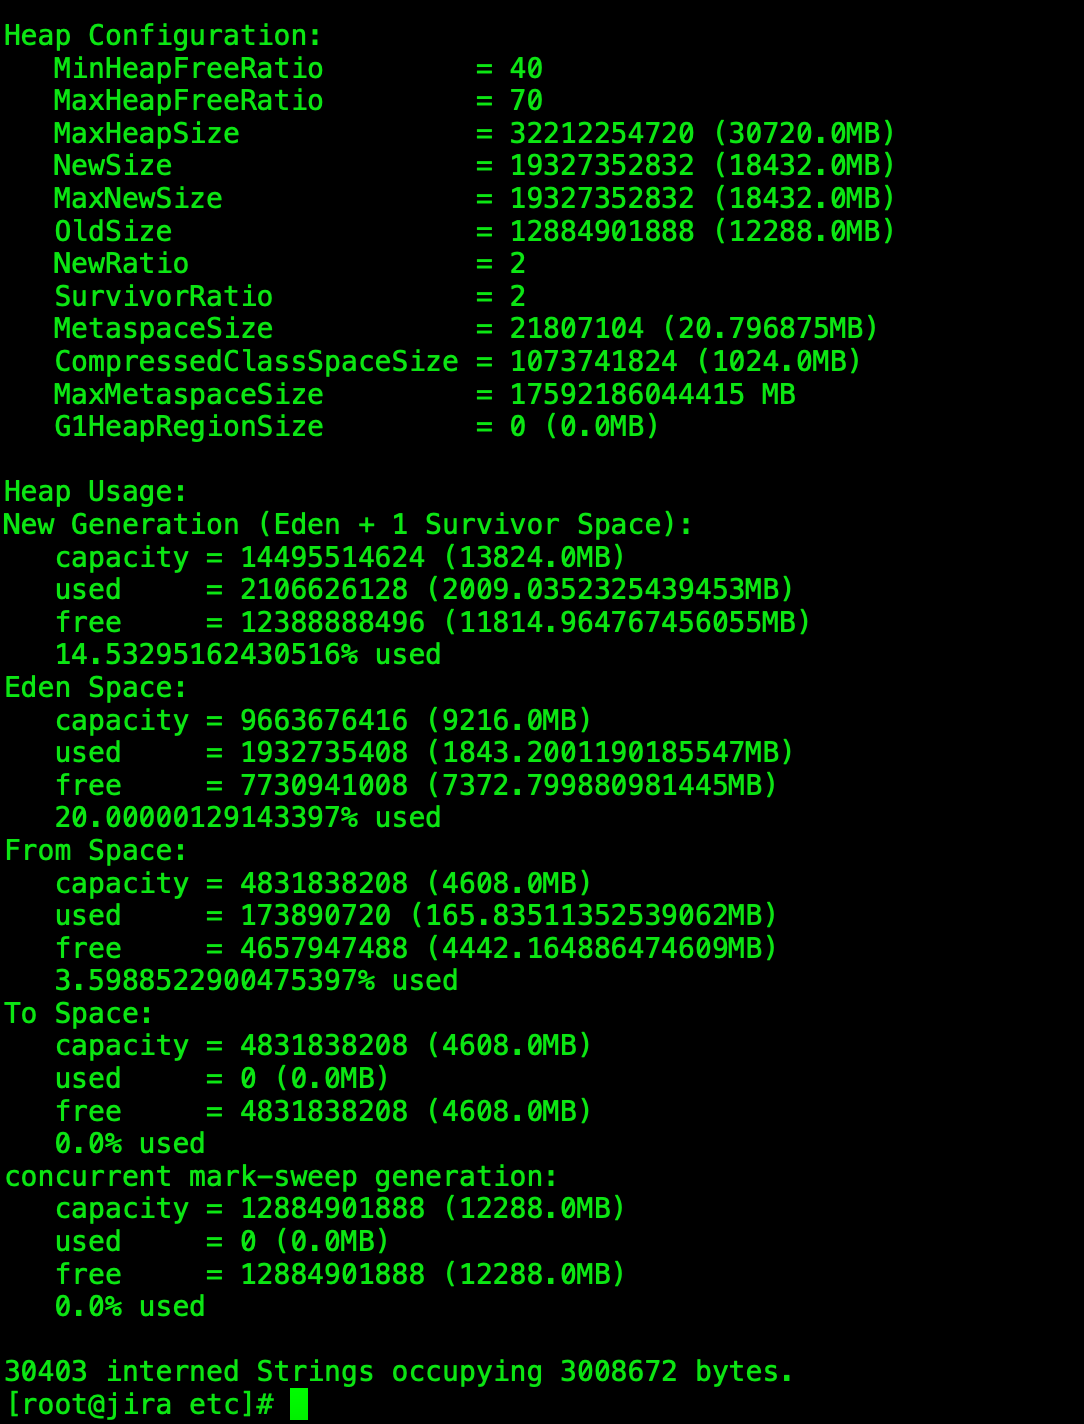 Heap Configuration:
   MinHeapFreeRatio         = 40
   MaxHeapFreeRatio         = 70
   MaxHeapSize              = 32212254720 (30720.0MB)
   NewSize                  = 19327352832 (18432.0MB)
   MaxNewSize               = 19327352832 (18432.0MB)
   OldSize                  = 12884901888 (12288.0MB)
   NewRatio                 = 2
   SurvivorRatio            = 2
   MetaspaceSize            = 21807104 (20.796875MB)
   CompressedClassSpaceSize = 1073741824 (1024.0MB)
   MaxMetaspaceSize         = 17592186044415 MB
   G1HeapRegionSize         = 0 (0.0MB)

Heap Usage:
New Generation (Eden + 1 Survivor Space):
   capacity = 14495514624 (13824.0MB)
   used     = 2106626128 (2009.0352325439453MB)
   free     = 12388888496 (11814.964767456055MB)
   14.53295162430516% used
Eden Space:
   capacity = 9663676416 (9216.0MB)
   used     = 1932735408 (1843.2001190185547MB)
   free     = 7730941008 (7372.799880981445MB)
   20.00000129143397% used
From Space:
   capacity = 4831838208 (4608.0MB)
   used     = 173890720 (165.83511352539062MB)
   free     = 4657947488 (4442.164886474609MB)
   3.5988522900475397% used
To Space:
   capacity = 4831838208 (4608.0MB)
   used     = 0 (0.0MB)
   free     = 4831838208 (4608.0MB)
   0.0% used
concurrent mark-sweep generation:
   capacity = 12884901888 (12288.0MB)
   used     = 0 (0.0MB)
   free     = 12884901888 (12288.0MB)
   0.0% used

30403 interned Strings occupying 3008672 bytes.
[root@jira etc]#